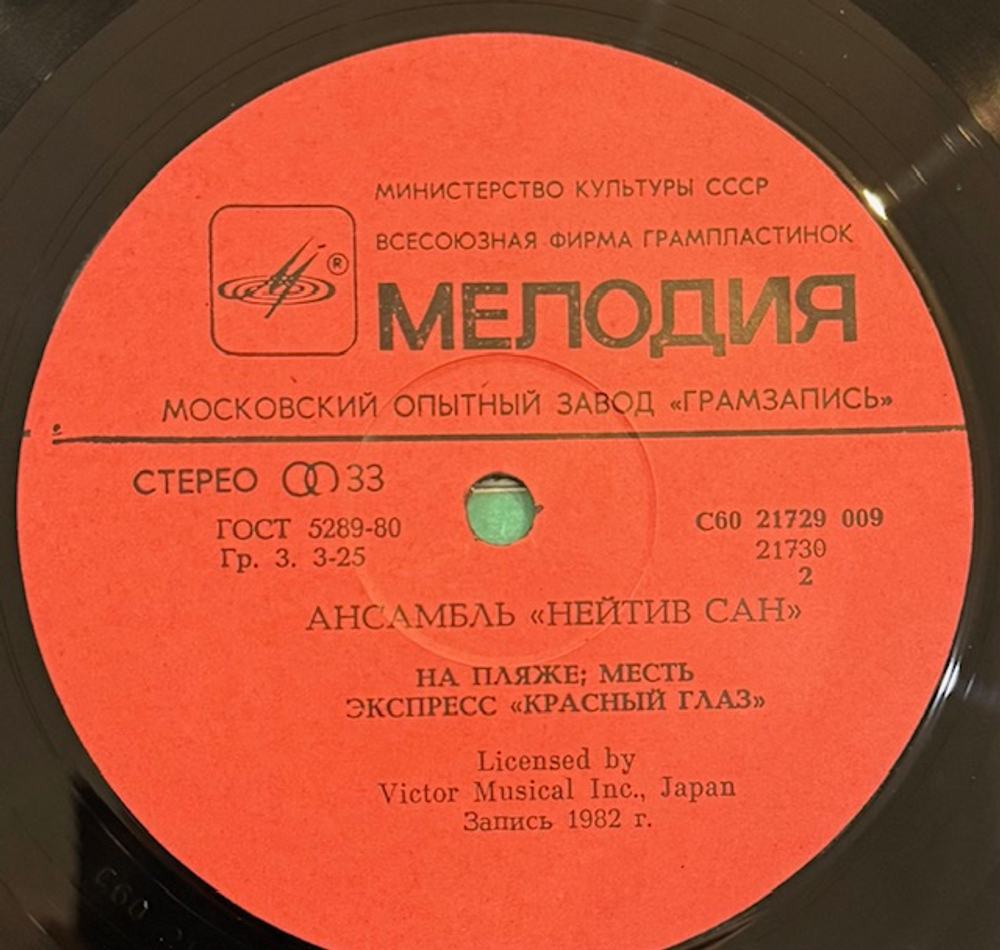 МИНИСТЕРСТВО КУЛЬТУРЫ СССР
ВСЕСОЮЗНАЯ ФИРМА ГРАМПЛАСТИНОК
®
МЕЛОДИЯ
МОСКОВСКИЙ ОПЫТНЫЙ ЗАВОД «ГРАМЗАПИСЬ»
СТЕРЕО 33
ГОСТ 5289-80
Гр. 3. 3-25
С60 21729 009
21730
2
АНСАМБЛЬ «НЕЙТИВ САН»
НА ПЛЯЖЕ; МЕСТЬ
ЭКСПРЕСС «КРАСНЫЙ ГЛАЗ»
Licensed by
Victor Musical Inc., Japan
Запись 1982 г.
С60